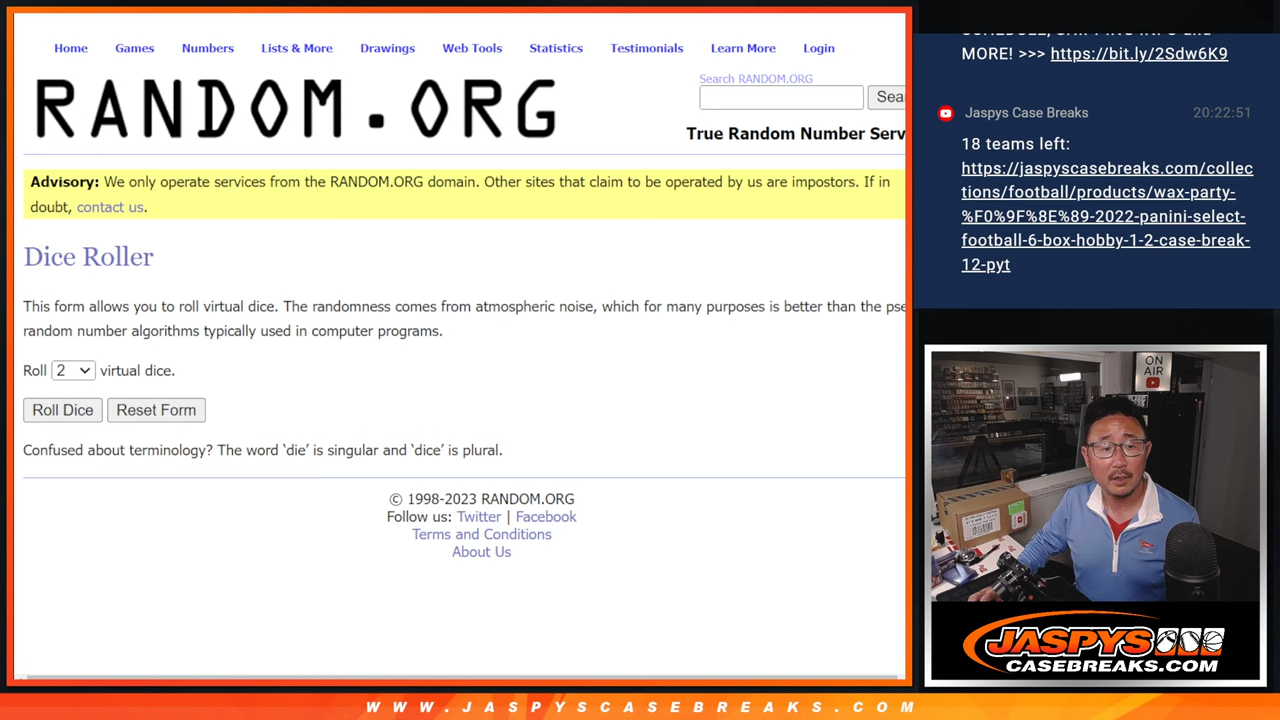 Home Games Numbers Lists & More Drawings Web Tools Statistics Testimonials Learn More Login
RANDOM.ORG
Search RANDOM.ORG
Sea
True Random Number Serv
Advisory: We only operate services from the RANDOM.ORG domain. Other sites that claim to be operated by us are impostors. If in
doubt, contact us.
Dice Roller
This form allows you to roll virtual dice. The randomness comes from atmospheric noise, which for many purposes is better than the pse
random number algorithms typically used in computer programs.
Roll 2 virtual dice.
Roll Dice Reset Form
Confused about terminology? The word ‘die’ is singular and ‘dice’ is plural.
© 1998-2023 RANDOM.ORG
Follow us: Twitter | Facebook
Terms and Conditions
About Us
MORE! >>> https://bit.ly/2Sdw6K9
Jaspys Case Breaks 20:22:51
18 teams left:
https://jaspyscasebreaks.com/collec
tions/football/products/wax-party-
%F0%9F%8E%89-2022-panini-select-
football-6-box-hobby-1-2-case-break-
12-pyt
ON
AIR
JASPYS
CASEBREAKS.COM
WWW.JASPYSCASEBREAKS.COM